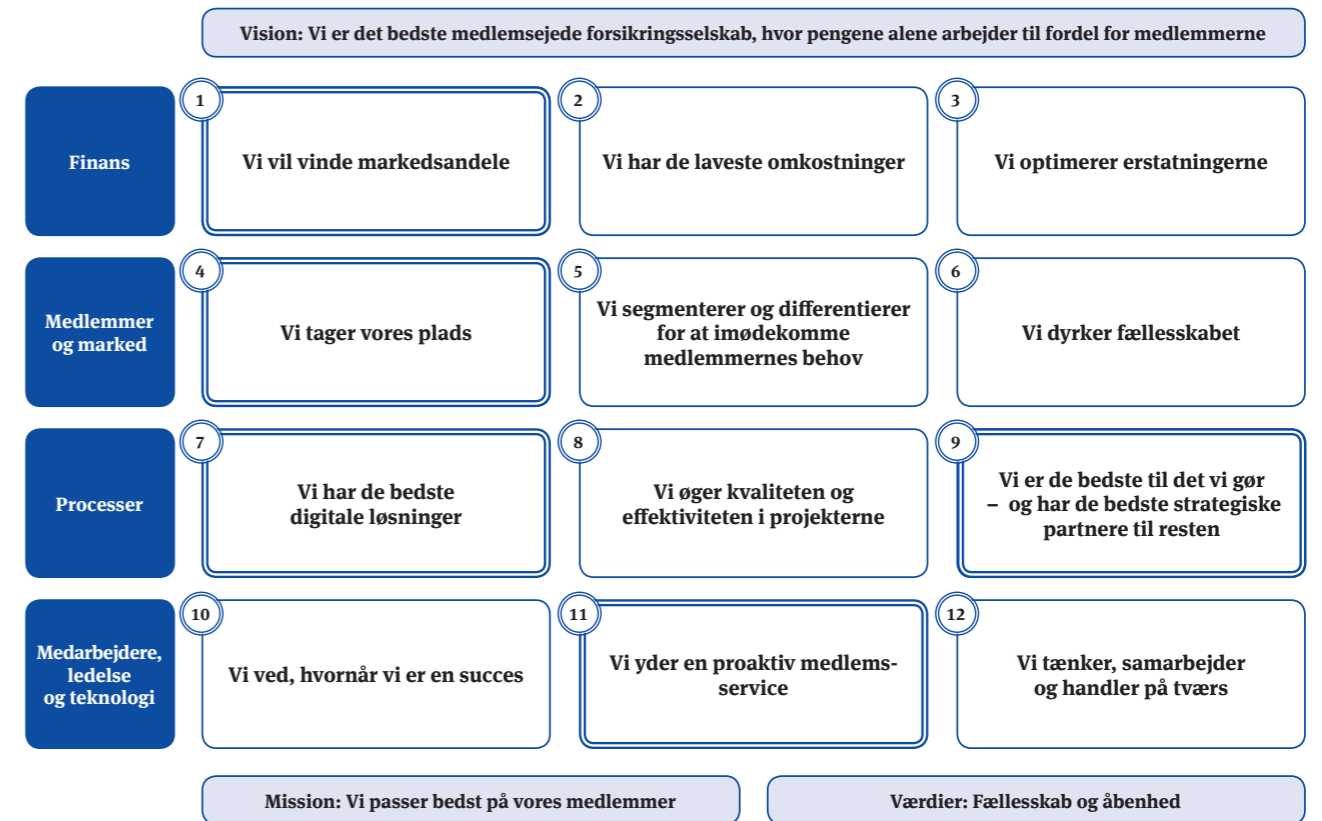 Vision: Vi er det bedste medlemsejede forsikringsselskab, hvor pengene alene arbejder til fordel for medlemmerne
Finans
1
Vi vil vinde markedsandele
2
Vi har de laveste omkostninger
3
Vi optimerer erstatningerne
Medlemmer
og marked
4
Vi tager vores plads
5
Vi segmenterer og differentierer
for at imødekomme
medlemmernes behov
6
Vi dyrker fællesskabet
Processer
7
Vi har de bedste
digitale løsninger
8
Vi øger kvaliteten og
effektiviteten i projekterne
9
Vi er de bedste til det vi gør
– og har de bedste strategiske
partnere til resten
Medarbejdere,
ledelse
og teknologi
10
Vi ved, hvornår vi er en succes
11
Vi yder en proaktiv medlems-
service
12
Vi tænker, samarbejder
og handler på tværs
Mission: Vi passer bedst på vores medlemmer
Værdier: Fællesskab og åbenhed